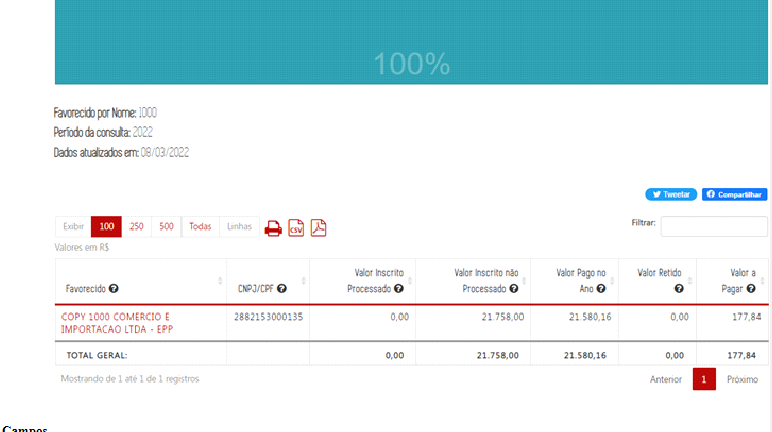 100%
Favorecido por Nome: 1000
Período da consulta: 2022
Dados atualizados em: 08/03/2022
Tweetar Compartilhar
Exibir 100 250 500 Todas Linhas CSV Filtrar:
Valores em R$
Favorecido CNPJ/CPF Valor Inscrito Processado Valor Inscrito não Processado Valor Pago no Ano Valor Retido Valor a Pagar
COPY 1000 COMERCIO E IMPORTACAO LTDA - EPP 2882153000135 0,00 21.758,00 21.580,16 0,00 177,84
TOTAL GERAL: 0,00 21.758,00 21.580,16 0,00 177,84
Mostrando de 1 até 1 de 1 registros Anterior 1 Próximo
Campos